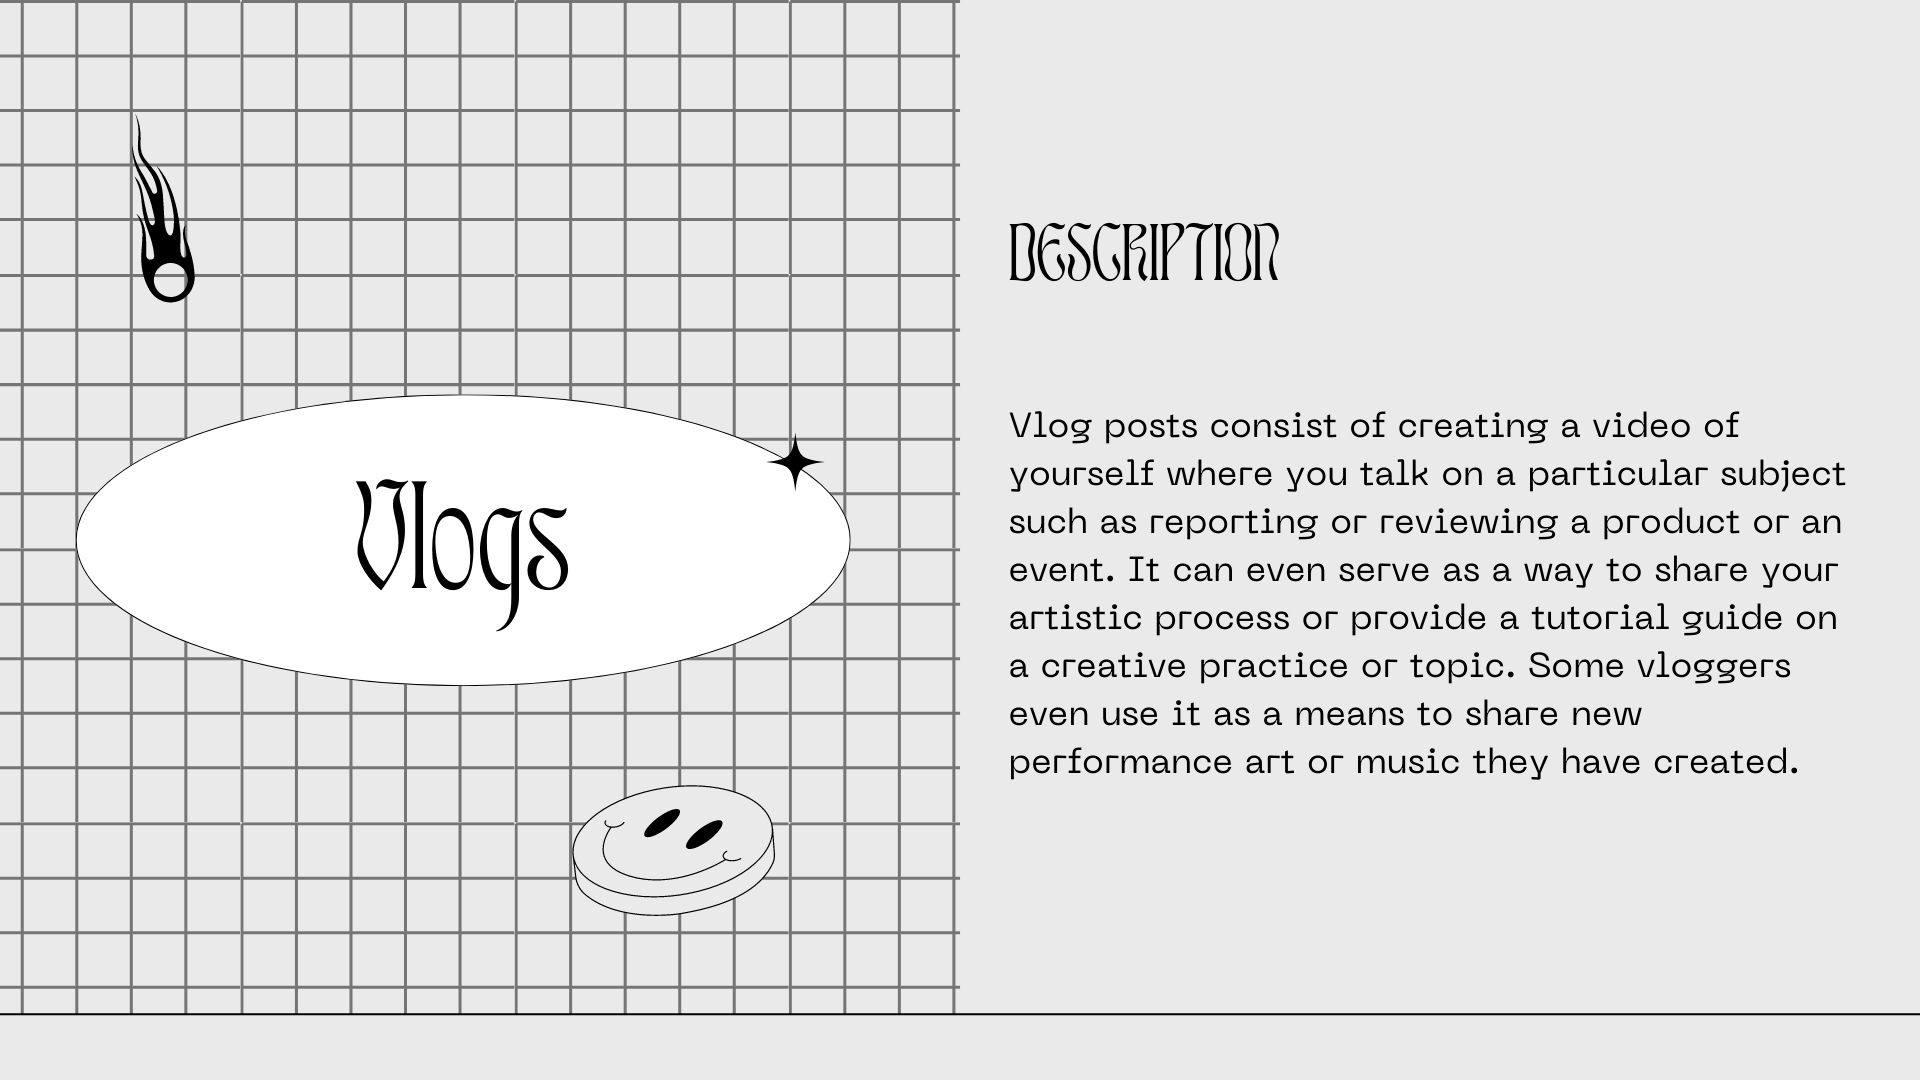 Vlogs
DESCRIPTION
Vlog posts consist of creating a video of
yourself where you talk on a particular subject
such as reporting or reviewing a product or an
event. It can even serve as a way to share your
artistic process or provide a tutorial guide on
a creative practice or topic. Some vloggers
even use it as a means to share new
performance art or music they have created.